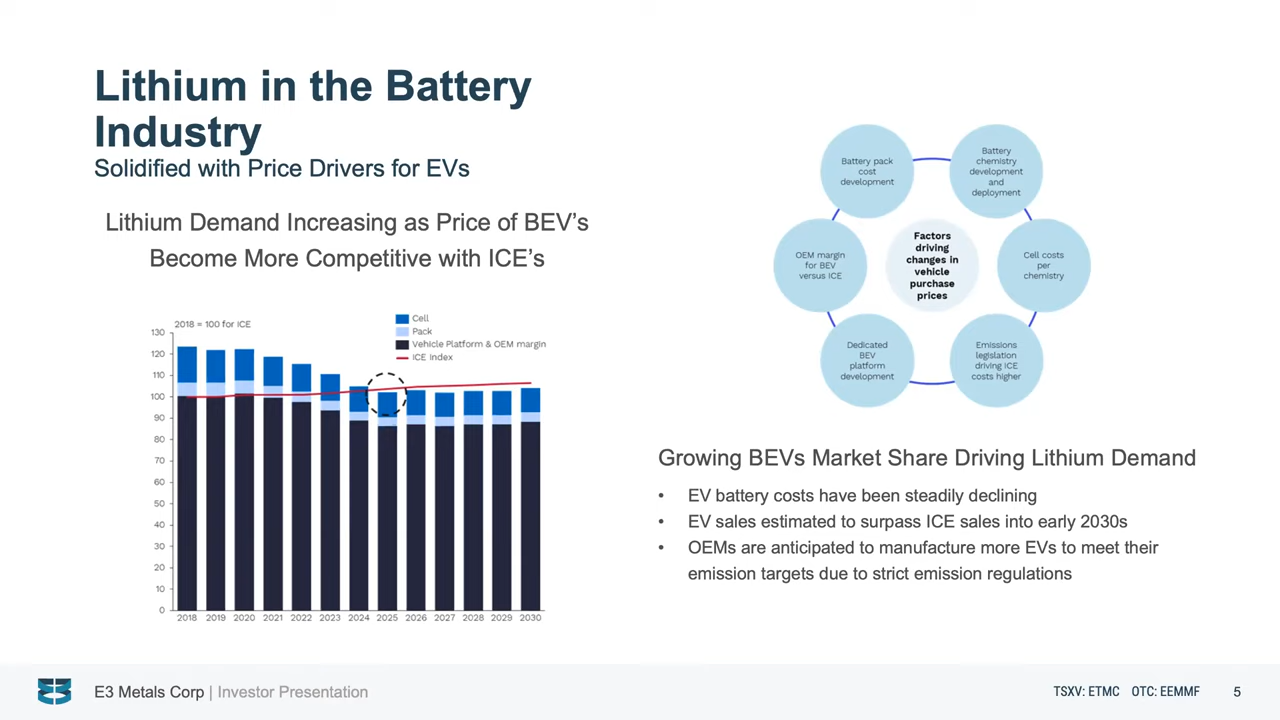 Lithium in the Battery
Industry
Solidified with Price Drivers for EVs
Lithium Demand Increasing as Price of BEV’s
Become More Competitive with ICE’s
2018 = 100 for ICE
Cell
Pack
Vehicle Platform & OEM margin
ICE Index
130
120
110
100
90
80
70
60
50
40
30
20
10
0
2018 2019 2020 2021 2022 2023 2024 2025 2026 2027 2028 2029 2030
Battery pack
cost
development
Battery
chemistry
development
and
deployment
OEM margin
for BEV
versus ICE
Factors
driving
changes in
vehicle
purchase
prices
Cell costs
per
chemistry
Dedicated
BEV
platform
development
Emissions
legislation
driving ICE
costs higher
Growing BEVs Market Share Driving Lithium Demand
• EV battery costs have been steadily declining
• EV sales estimated to surpass ICE sales into early 2030s
• OEMs are anticipated to manufacture more EVs to meet their
emission targets due to strict emission regulations
E3 Metals Corp | Investor Presentation
TSXV: ETMC OTC: EEMMF 5